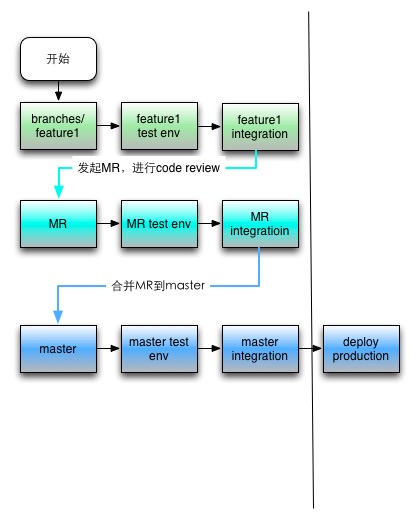 开始
branches/
feature1
feature1
test env
feature1
integration
发起MR，进行code review
MR
MR test env
MR
integratioin
合并MR到master
master
master test
env
master
integration
deploy
production